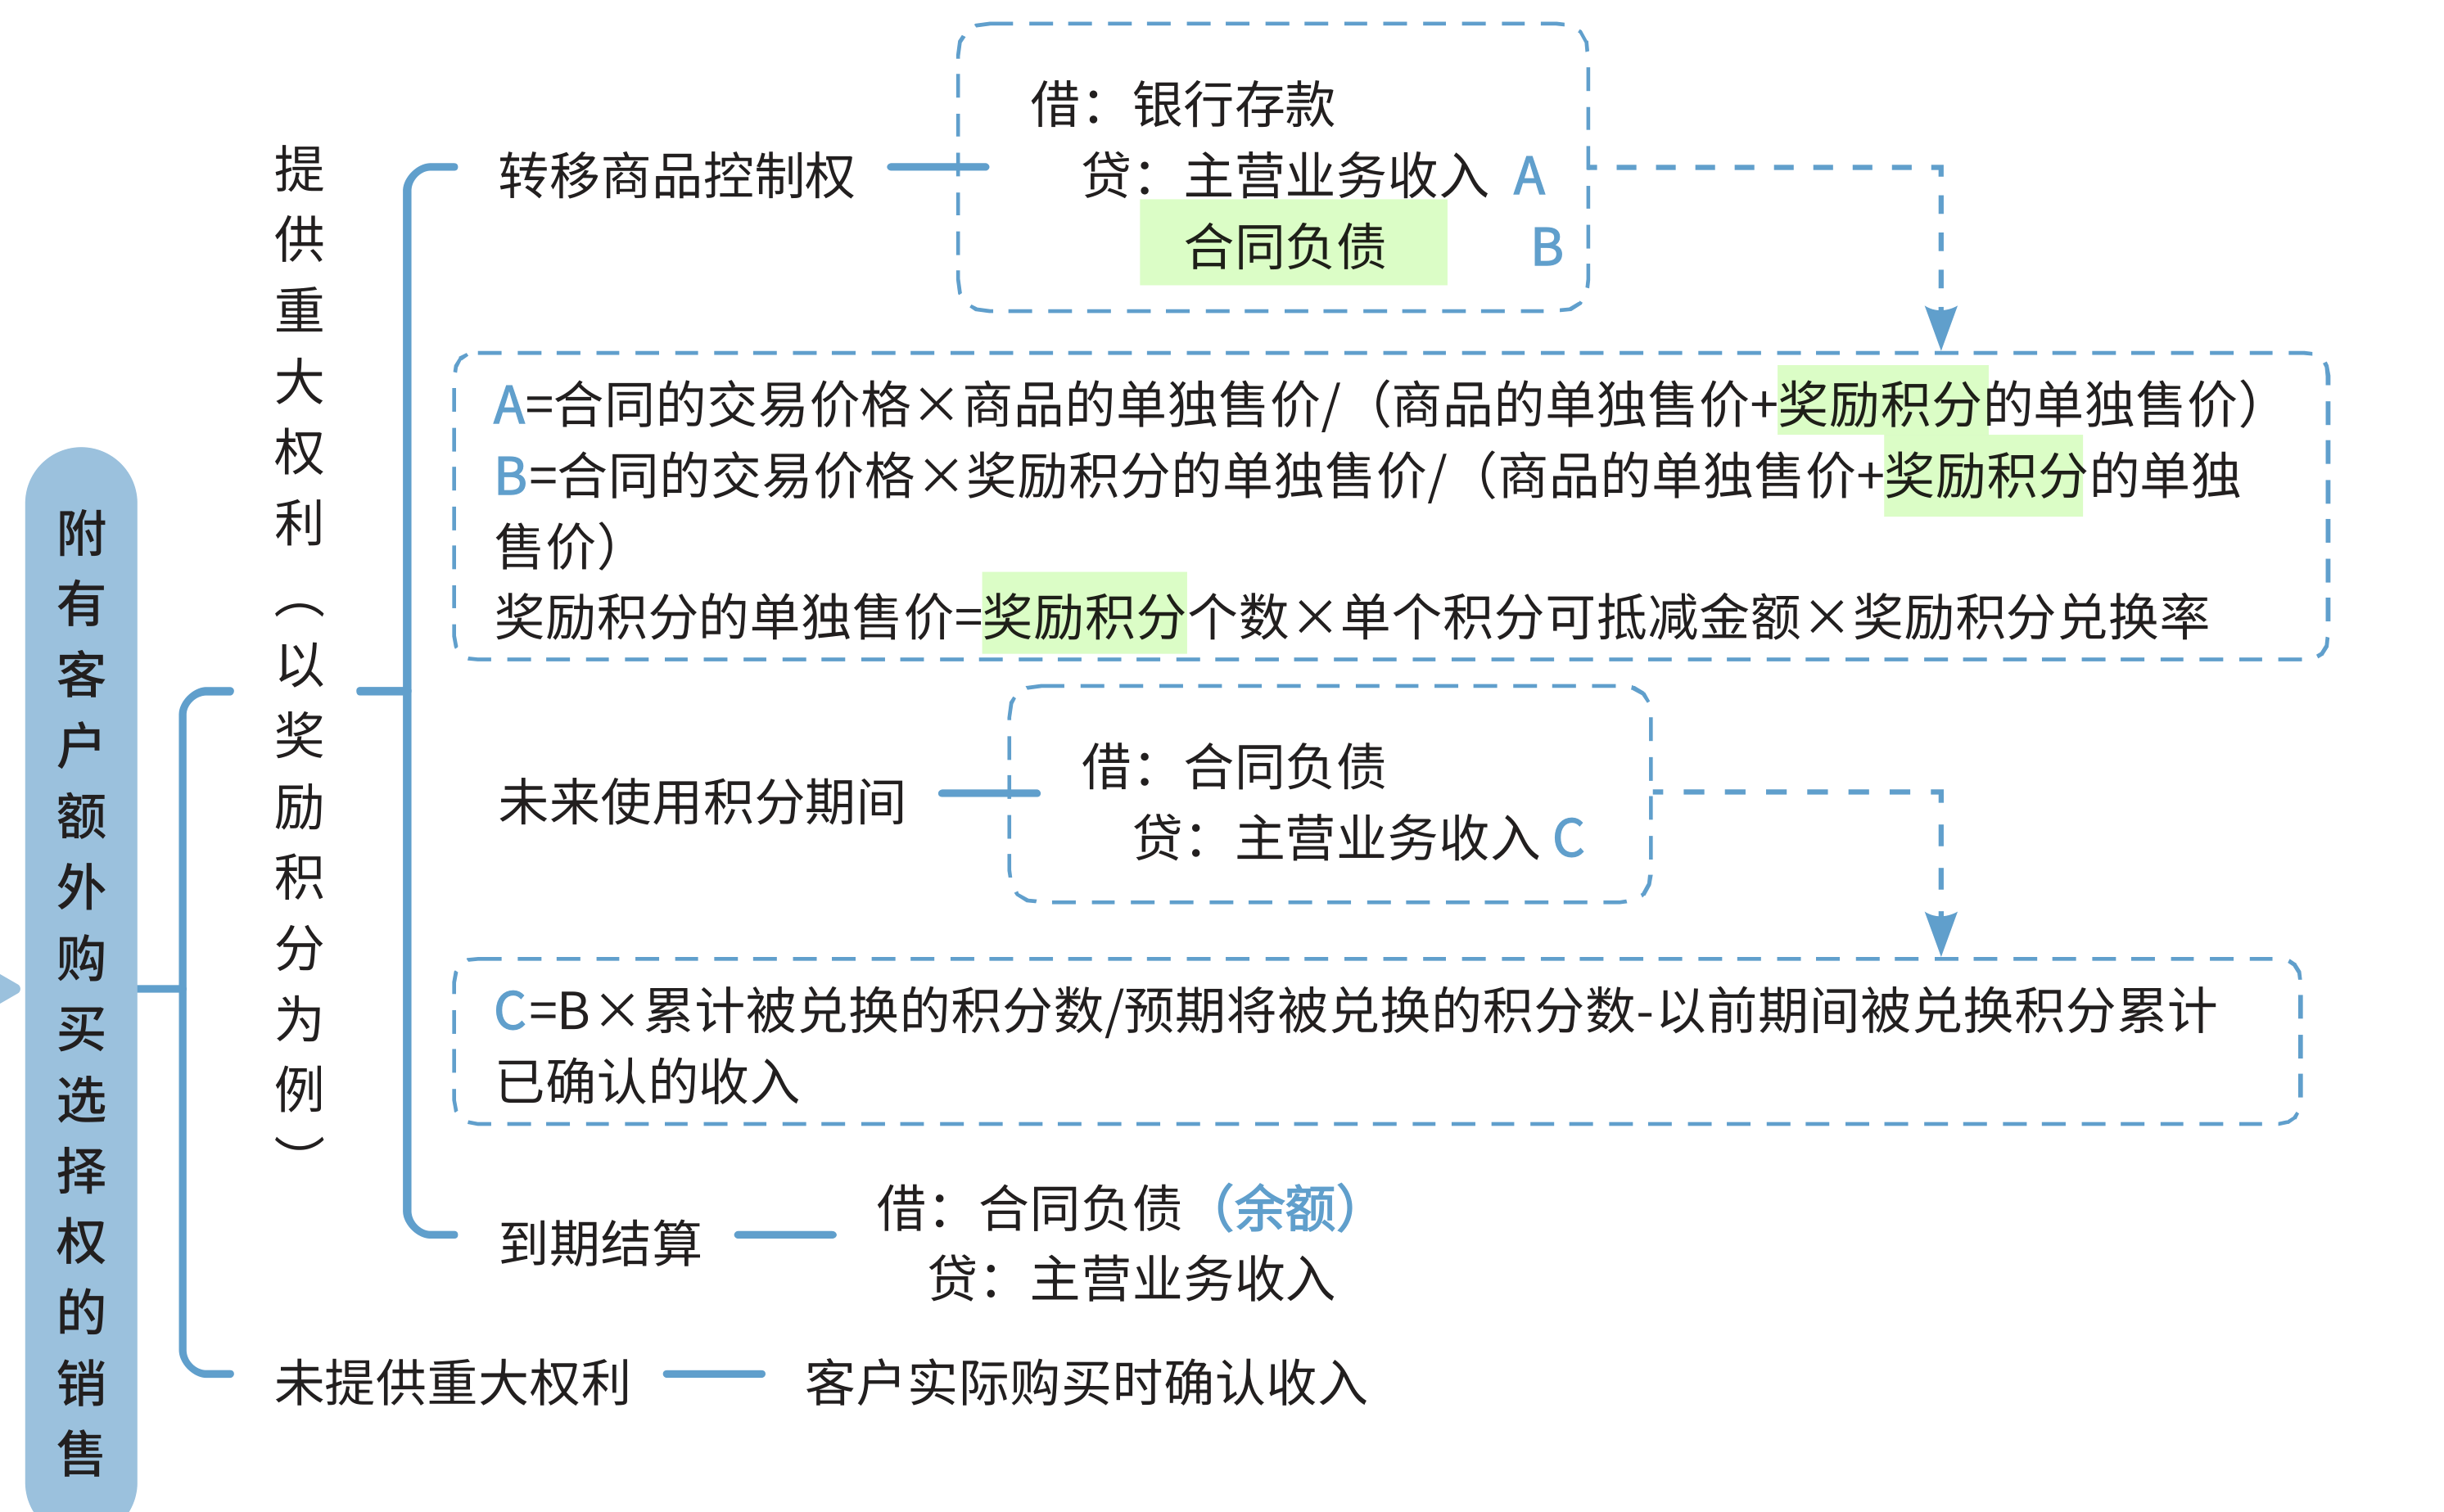 附有客户额外购买选择权的销售
提供重大权利（以奖励积分为例）
转移商品控制权
借：银行存款
贷：主营业务收入 A
合同负债 B
A=合同的交易价格×商品的单独售价/（商品的单独售价+奖励积分的单独售价）
B=合同的交易价格×奖励积分的单独售价/（商品的单独售价+奖励积分的单独
售价）
奖励积分的单独售价=奖励积分个数×单个积分可抵减金额×奖励积分兑换率
未来使用积分期间
借：合同负债
贷：主营业务收入 C
C=B×累计被兑换的积分数/预期将被兑换的积分数-以前期间被兑换积分累计
已确认的收入
到期结算
借：合同负债（余额）
贷：主营业务收入
未提供重大权利
客户实际购买时确认收入